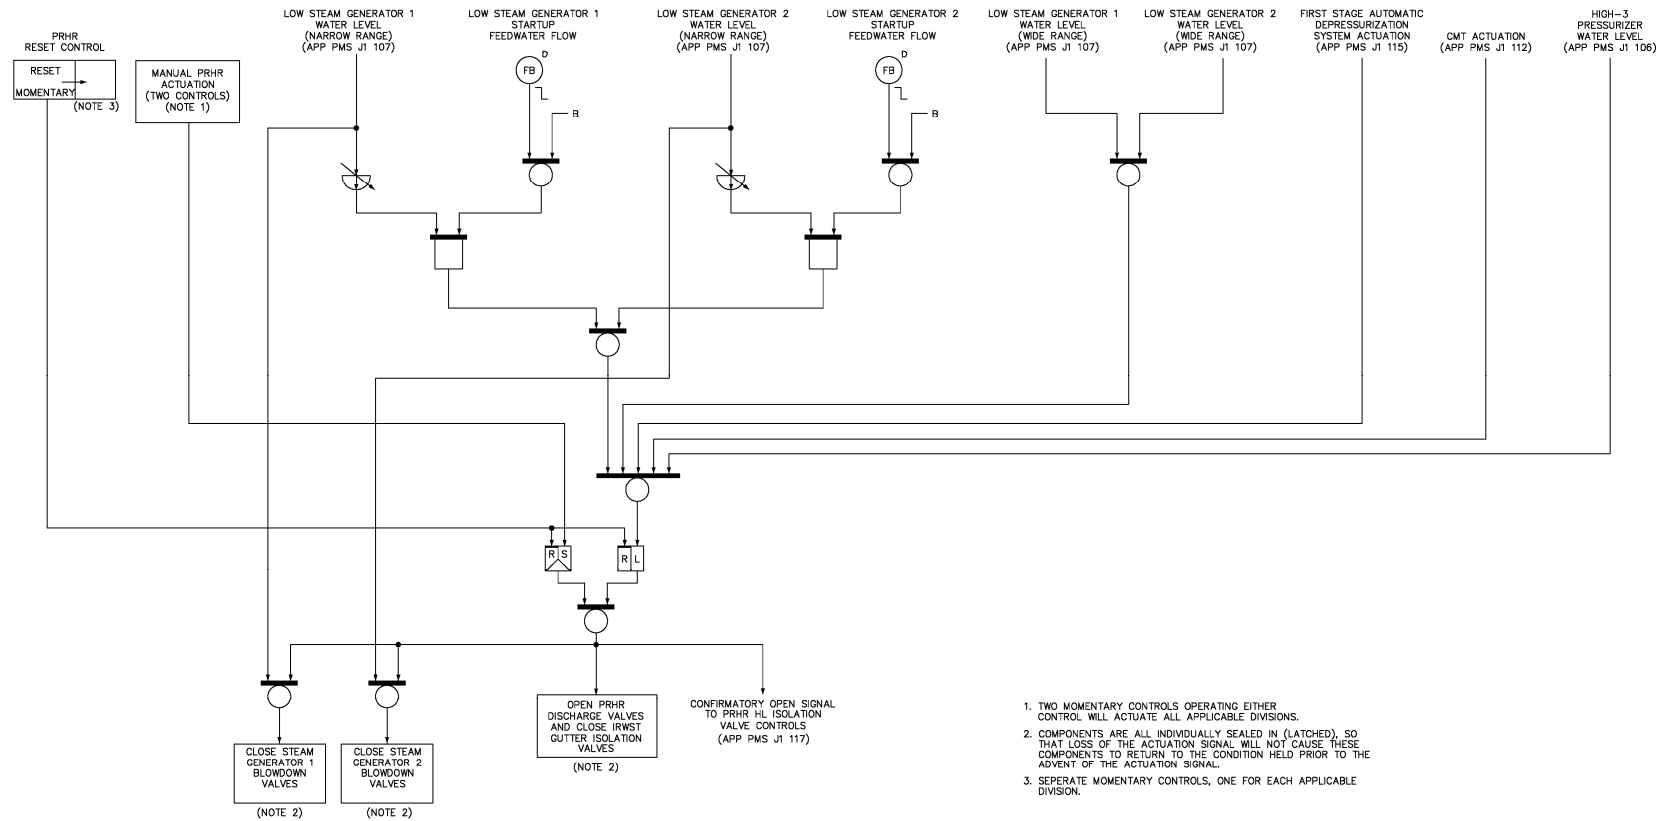 PRHR
RESET CONTROL
RESET
MOMENTARY
(NOTE 3)
MANUAL PRHR
ACTUATION
(TWO CONTROLS)
(NOTE 1)
LOW STEAM GENERATOR 1
WATER LEVEL
(NARROW RANGE)
(APP PMS J1 107)
LOW STEAM GENERATOR 1
STARTUP
FEEDWATER FLOW
D
FB
B
LOW STEAM GENERATOR 2
WATER LEVEL
(NARROW RANGE)
(APP PMS J1 107)
LOW STEAM GENERATOR 2
STARTUP
FEEDWATER FLOW
D
FB
B
LOW STEAM GENERATOR 1
WATER LEVEL
(WIDE RANGE)
(APP PMS J1 107)
LOW STEAM GENERATOR 2
WATER LEVEL
(WIDE RANGE)
(APP PMS J1 107)
FIRST STAGE AUTOMATIC
DEPRESSURIZATION
SYSTEM ACTUATION
(APP PMS J1 115)
CMT ACTUATION
(APP PMS J1 112)
HIGH-3
PRESSURIZER
WATER LEVEL
(APP PMS J1 106)
R S
R L
CLOSE STEAM
GENERATOR 1
BLOWDOWN
VALVES
(NOTE 2)
CLOSE STEAM
GENERATOR 2
BLOWDOWN
VALVES
(NOTE 2)
OPEN PRHR
DISCHARGE VALVES
AND CLOSE IRWST
GUTTER ISOLATION
VALVES
(NOTE 2)
CONFIRMATORY OPEN SIGNAL
TO PRHR HL ISOLATION
VALVE CONTROLS
(APP PMS J1 117)
1. TWO MOMENTARY CONTROLS OPERATING EITHER
CONTROL WILL ACTUATE ALL APPLICABLE DIVISIONS.
2. COMPONENTS ARE ALL INDIVIDUALLY SEALED IN (LATCHED), SO
THAT LOSS OF THE ACTUATION SIGNAL WILL NOT CAUSE THESE
COMPONENTS TO RETURN TO THE CONDITION HELD PRIOR TO THE
ADVENT OF THE ACTUATION SIGNAL.
3. SEPERATE MOMENTARY CONTROLS, ONE FOR EACH APPLICABLE
DIVISION.